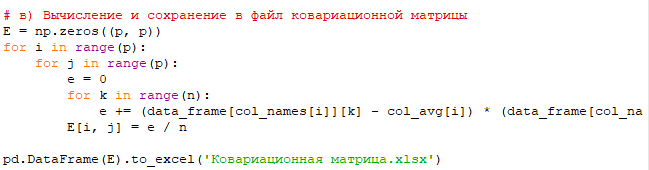 # в) Вычисление и сохранение в файл ковариационной матрицы
E = np.zeros((p, p))
for i in range(p):
    for j in range(p):
        e = 0
        for k in range(n):
            e += (data_frame[col_names[i]][k] - col_avg[i]) * (data_frame[col_na
        E[i, j] = e / n
pd.DataFrame(E).to_excel('Ковариационная матрица.xlsx')